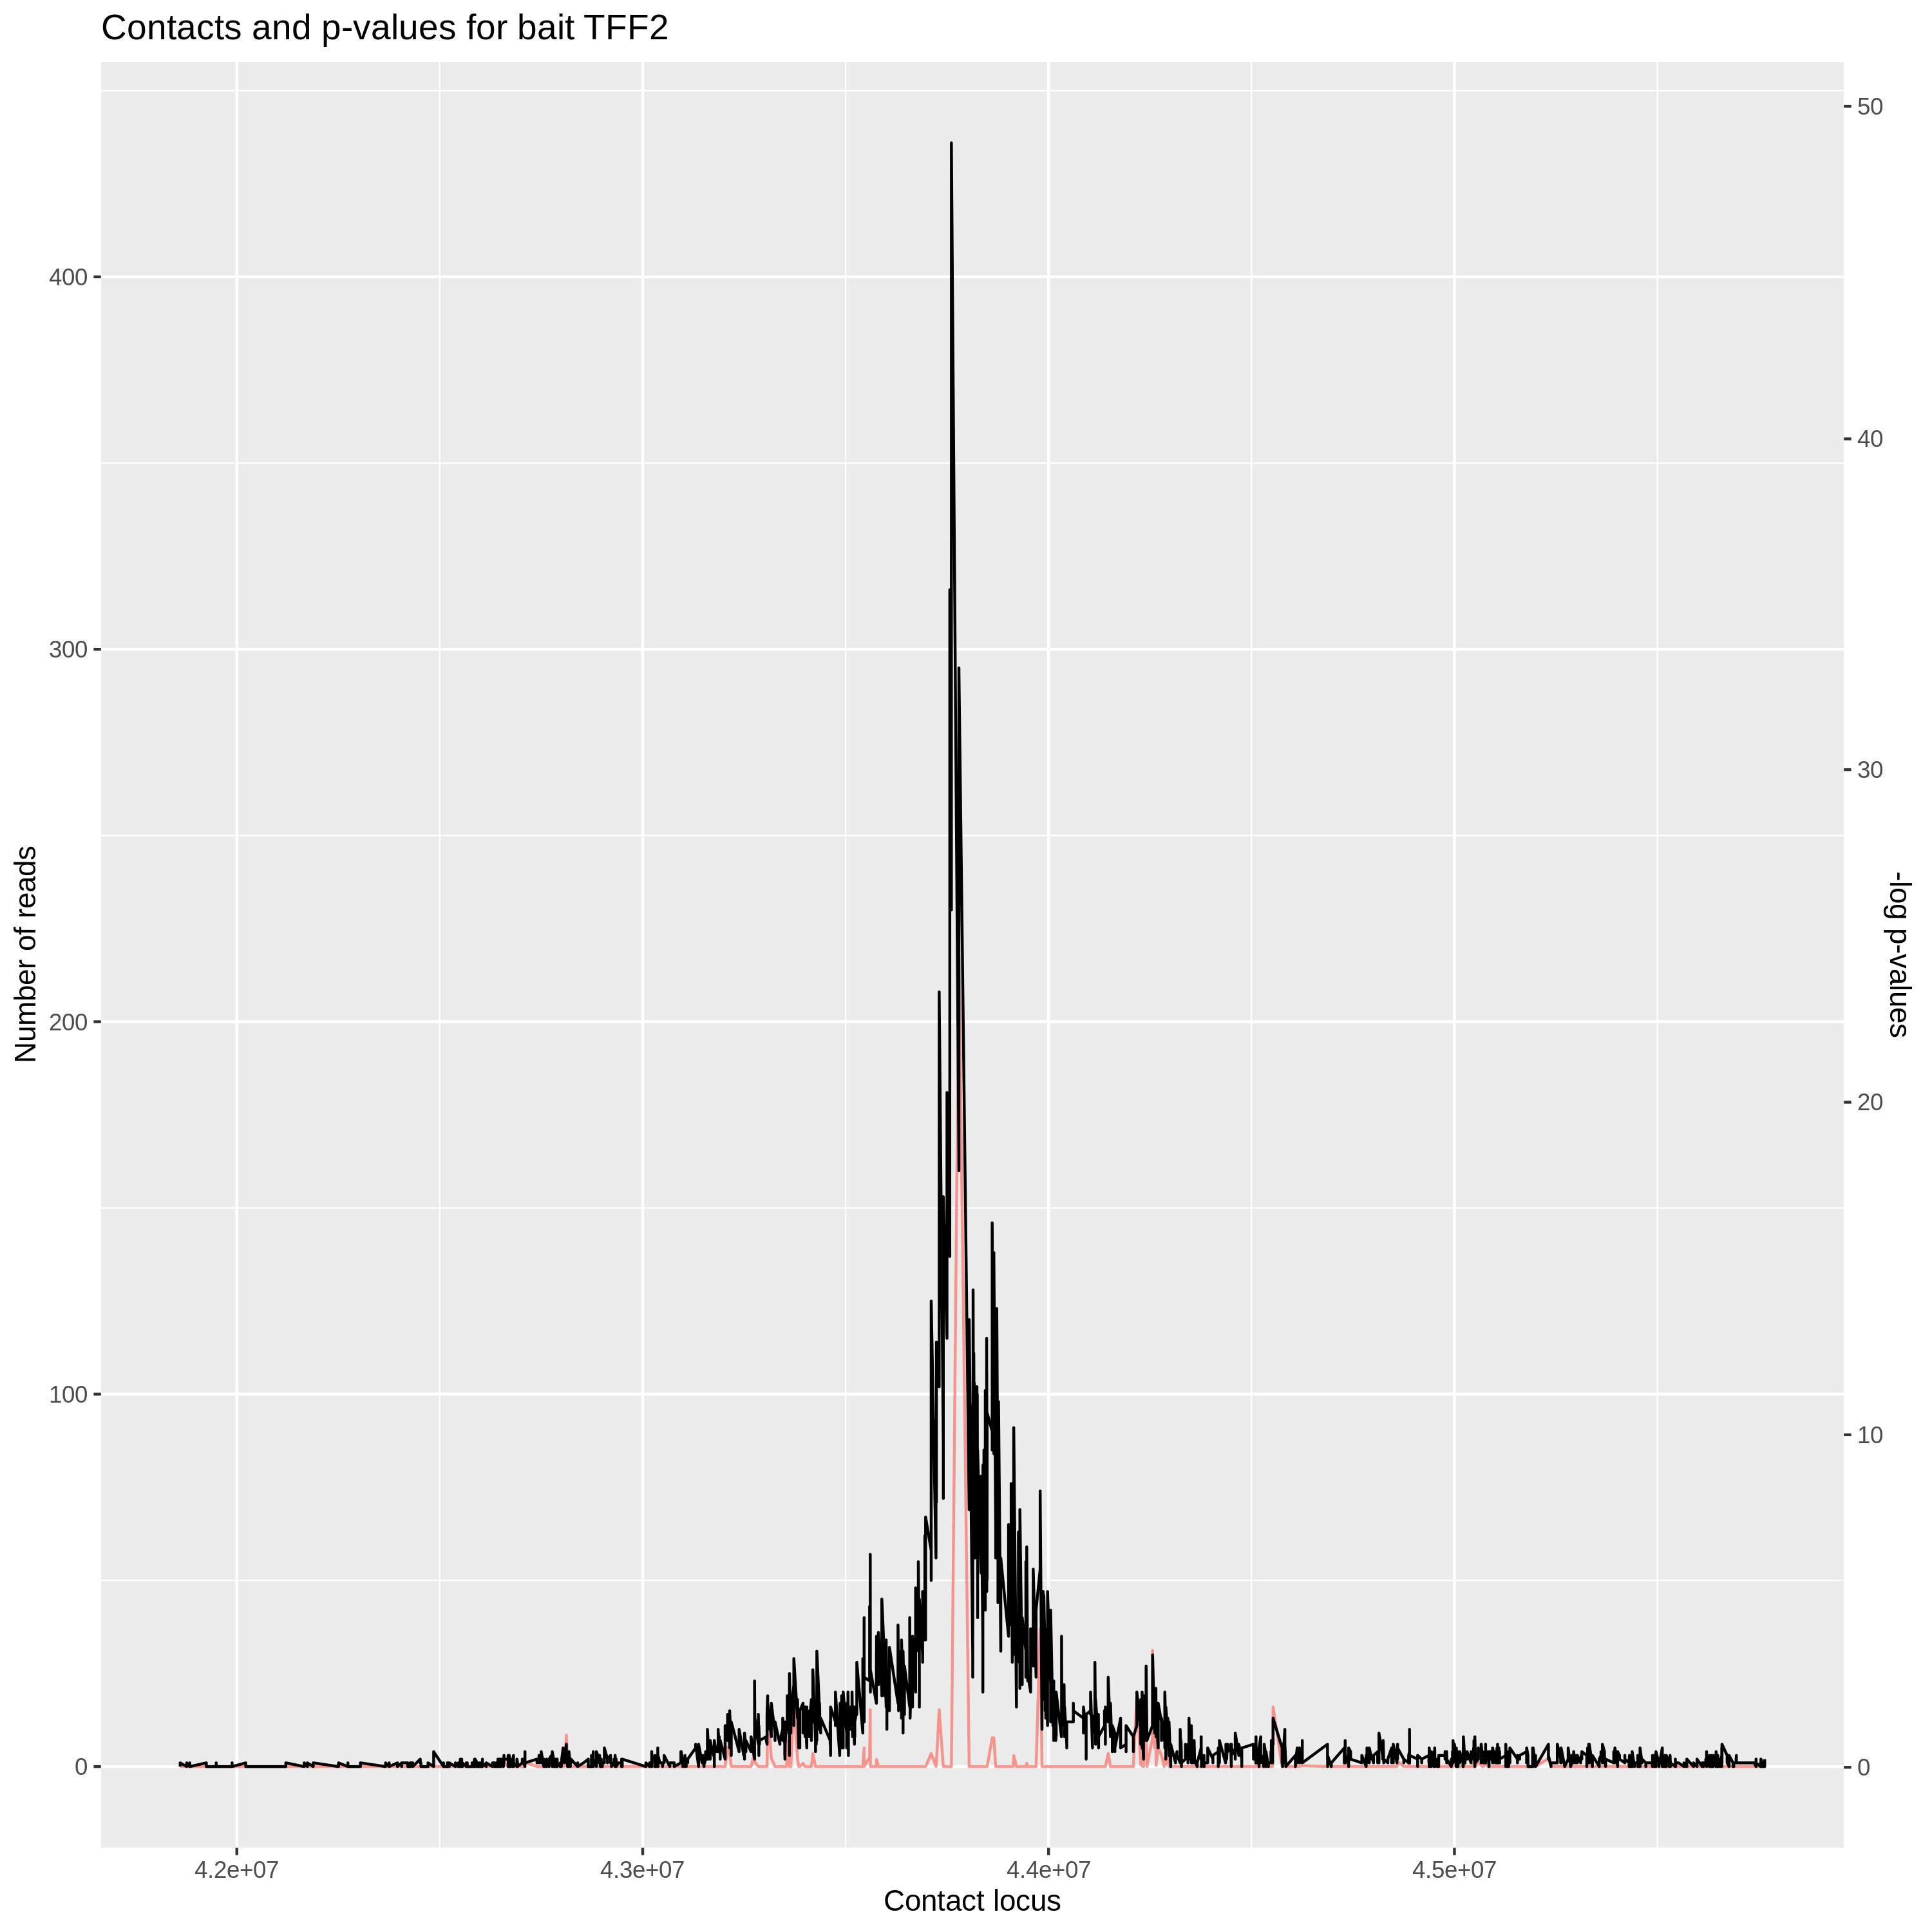 Contacts and p-values for bait TFF2
Number of reads
400
300
200
100
0
50
40
30
20
10
0
-log p-values
4.2e+07
4.3e+07
4.4e+07
4.5e+07
Contact locus